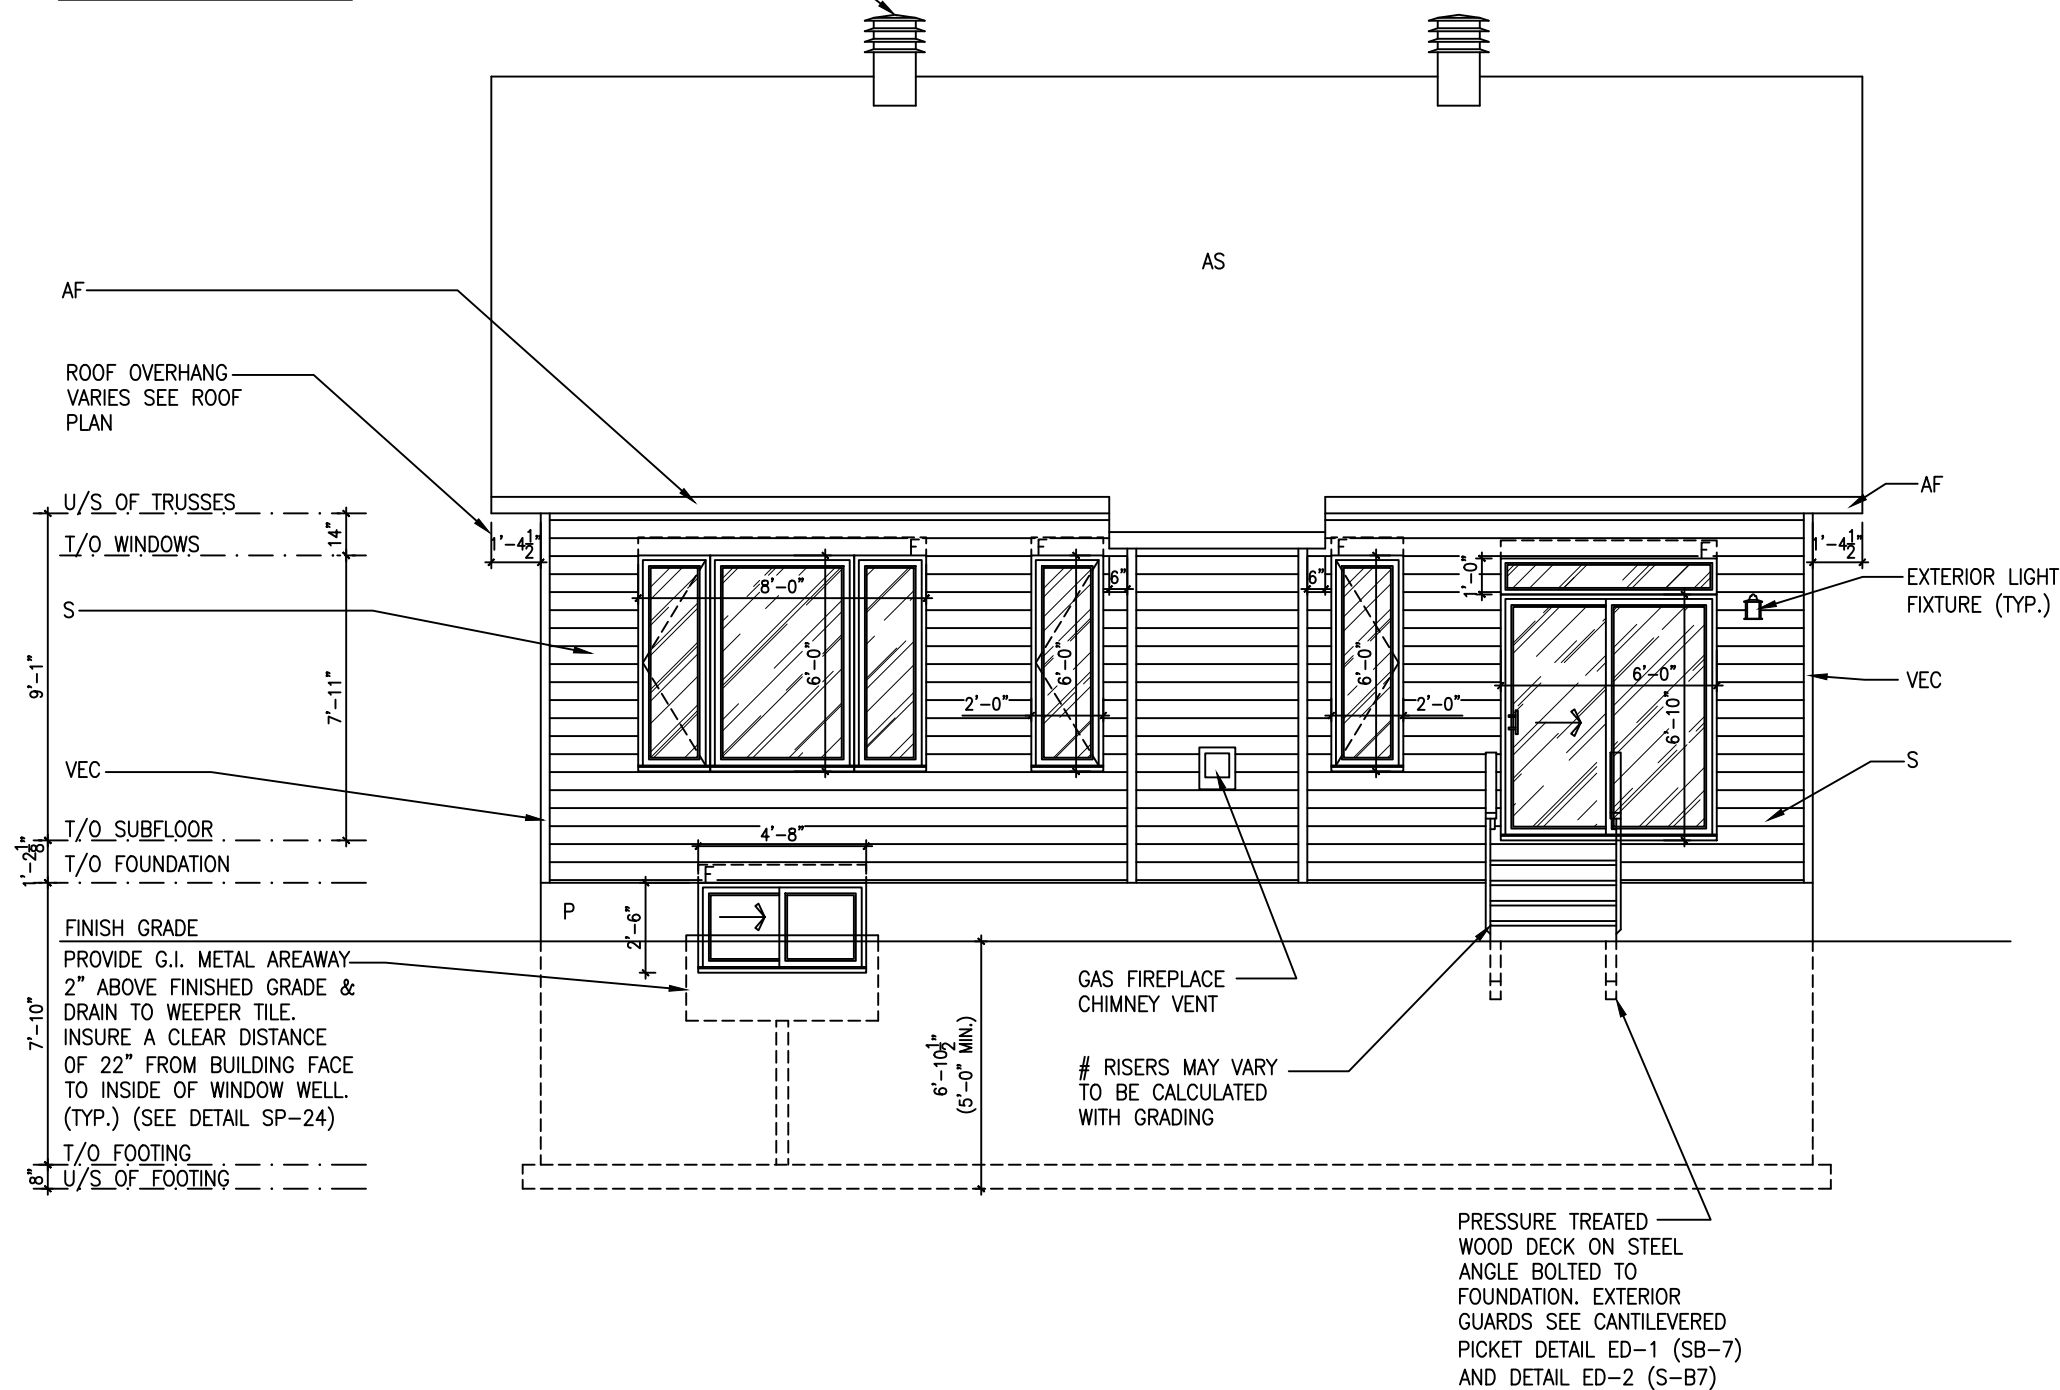 AS
AF
ROOF OVERHANG
VARIES SEE ROOF
PLAN
U/S OF TRUSSES
14"
T/O WINDOWS
1'-4 1/2"
S
9'-1"
7'-11"
VEC
T/O SUBFLOOR
1'-2 1/8"
T/O FOUNDATION
F
8'-0"
6'-0"
F
2'-0"
6'-0"
6"
6"
F
6'-0"
2'-0"
F
1'-0"
6'-0"
6'-10"
AF
1'-4 1/2"
EXTERIOR LIGHT
FIXTURE (TYP.)
VEC
S
4'-8"
F
P
2'-6"
FINISH GRADE
PROVIDE G.I. METAL AREAWAY
2" ABOVE FINISHED GRADE &
DRAIN TO WEEPER TILE.
INSURE A CLEAR DISTANCE
OF 22" FROM BUILDING FACE
TO INSIDE OF WINDOW WELL.
(TYP.) (SEE DETAIL SP-24)
7'-10"
T/O FOOTING
8"
U/S OF FOOTING
6'-10 1/2"
(5'-0" MIN.)
GAS FIREPLACE
CHIMNEY VENT
# RISERS MAY VARY
TO BE CALCULATED
WITH GRADING
PRESSURE TREATED
WOOD DECK ON STEEL
ANGLE BOLTED TO
FOUNDATION. EXTERIOR
GUARDS SEE CANTILEVERED
PICKET DETAIL ED-1 (SB-7)
AND DETAIL ED-2 (S-B7)